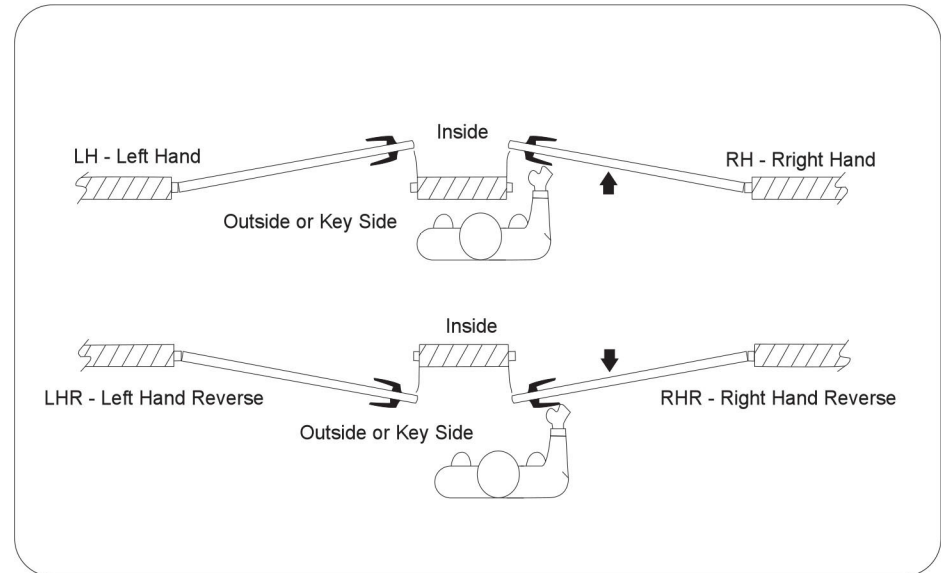 Inside
LH - Left Hand
RH - Rright Hand
Outside or Key Side
Inside
LHR - Left Hand Reverse
RHR - Right Hand Reverse
Outside or Key Side